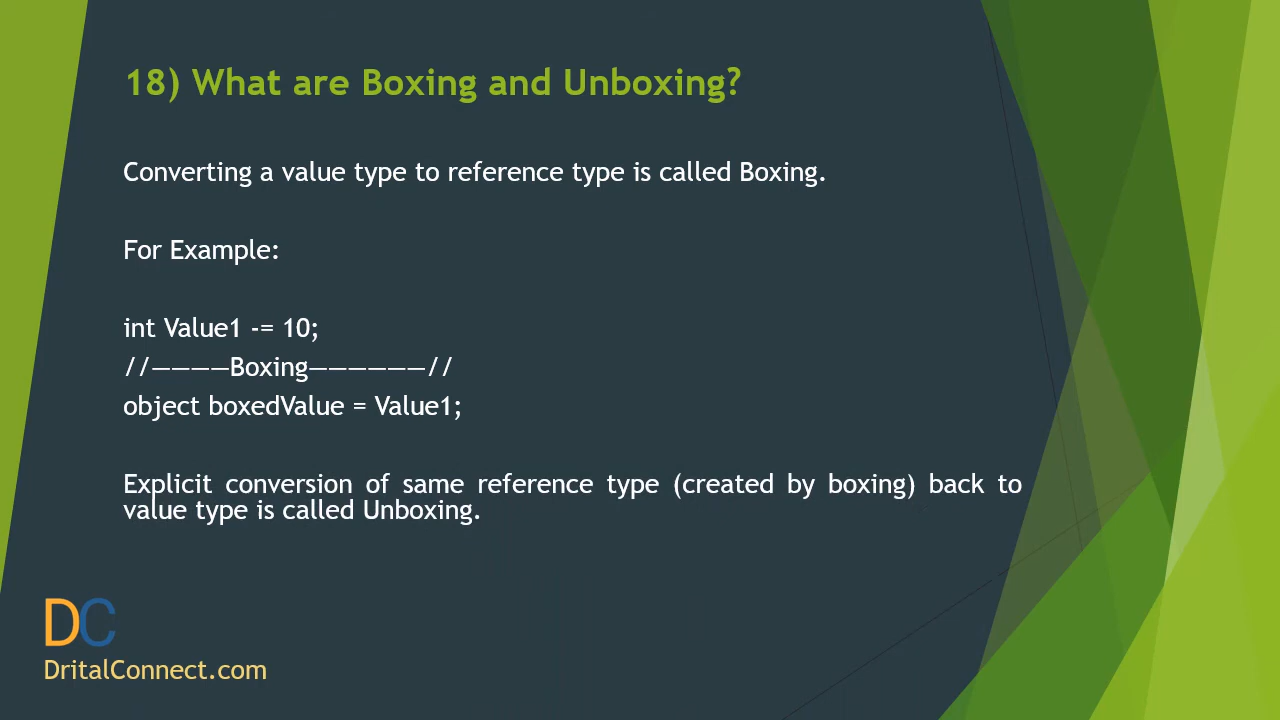 18) What are Boxing and Unboxing?
Converting a value type to reference type is called Boxing.
For Example:
int Value1 -= 10;
//————Boxing——————//
object boxedValue = Value1;
Explicit conversion of same reference type (created by boxing) back to
value type is called Unboxing.
DC
DritalConnect.com